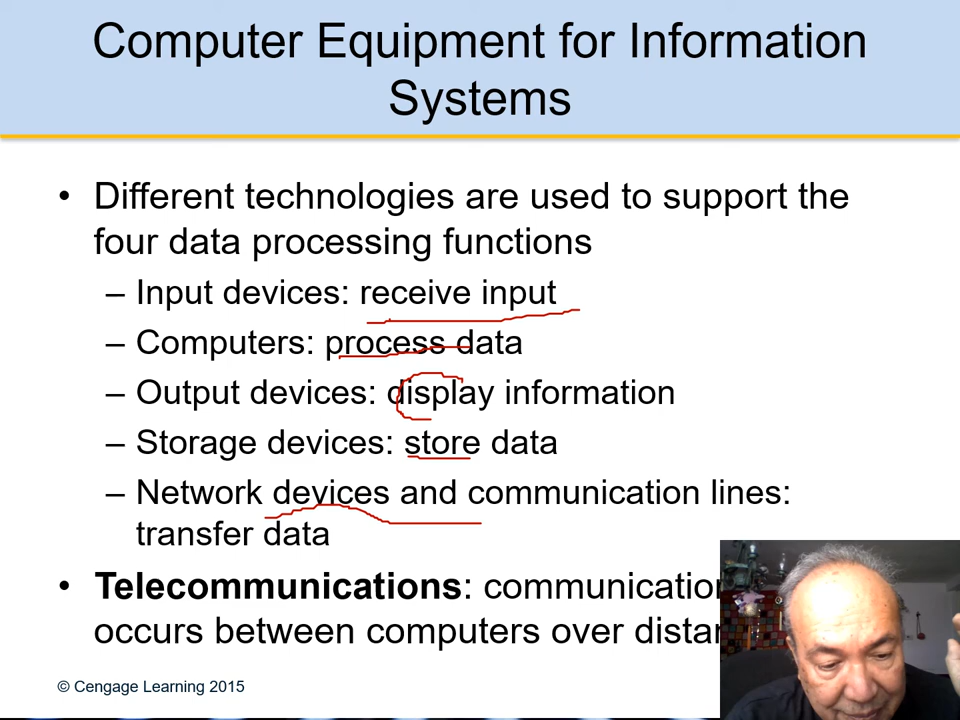 Computer Equipment for Information
Systems
• Different technologies are used to support the
four data processing functions
– Input devices: receive input
– Computers: process data
– Output devices: display information
– Storage devices: store data
– Network devices and communication lines:
transfer data
• Telecommunications:
occurs between computers over
© Cengage Learning 2015